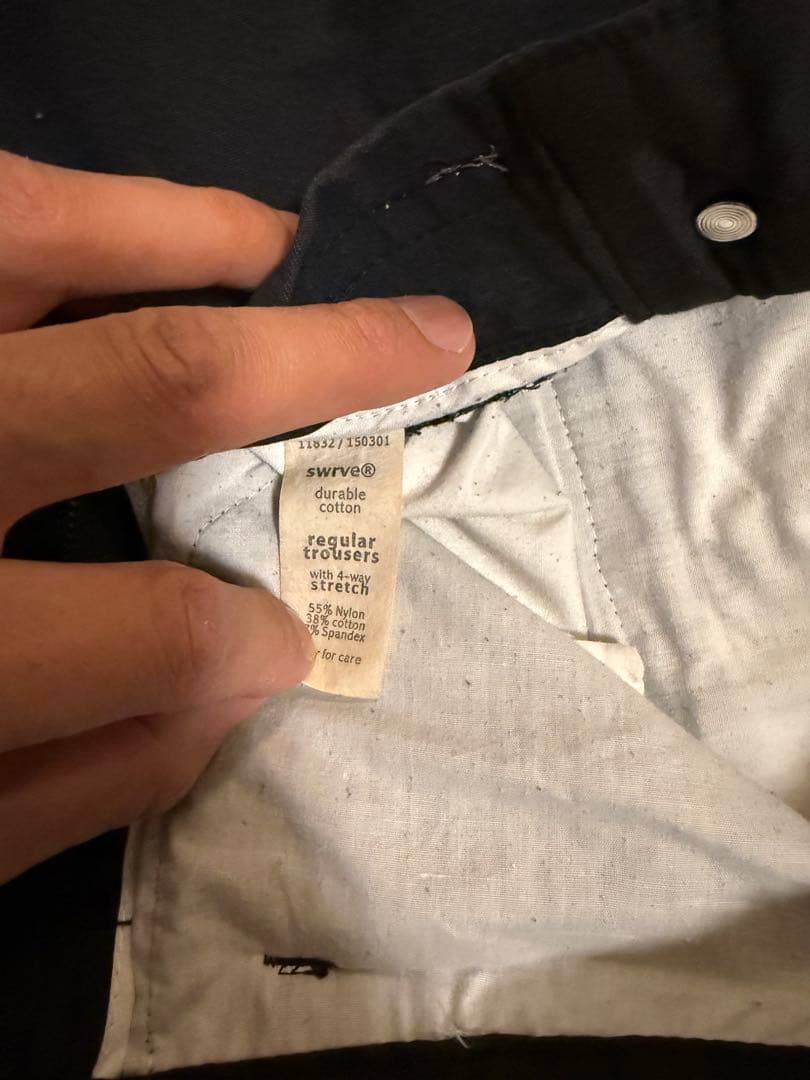 11832 / 150301
swrve®
durable
cotton
regular
trousers
with 4-way
stretch
55% Nylon
38% cotton
% Spandex
for care